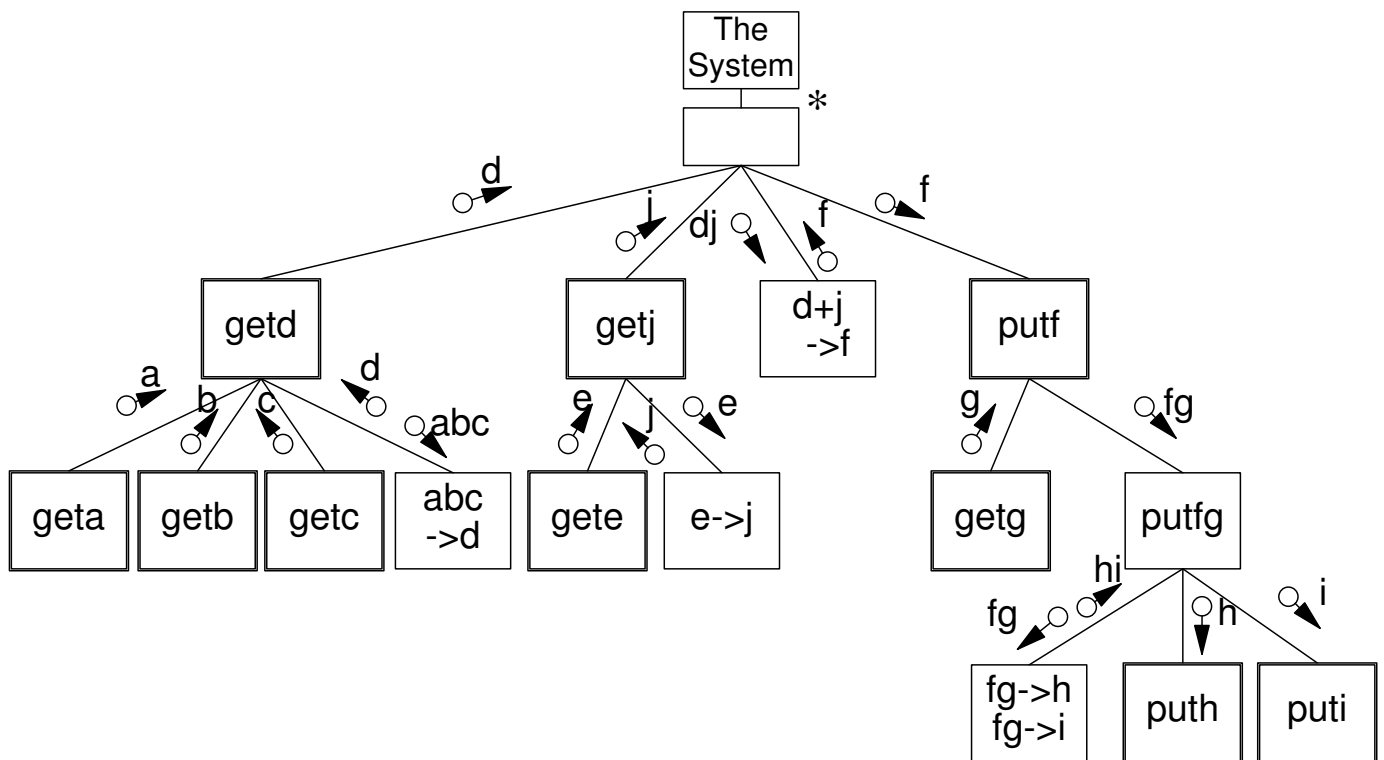 The
System
*
d
j
dj
f
f
getd
getj
d+j
->f
putf
a
b
c
d
abc
e
j
e
g
fg
geta
getb
getc
abc
->d
gete
e->j
getg
putfg
fg
hi
h
i
fg->h
fg->i
puth
puti